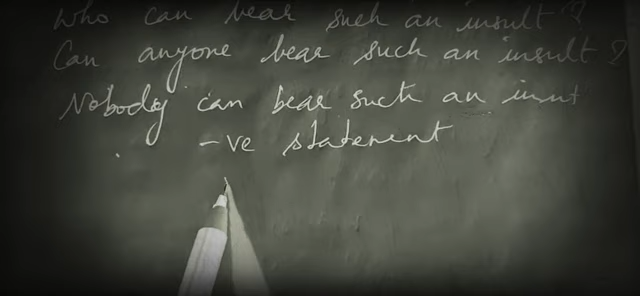 who can bear such an insult?
Can anyone bear such an insult?
Nobody can bear such an insut
-ve statement